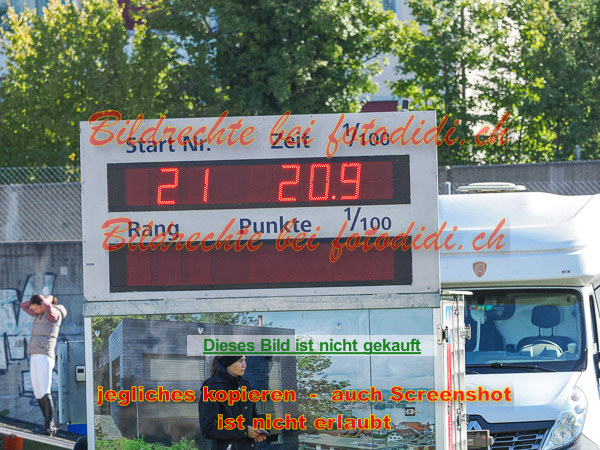 Bildrechte bei fotodidi.ch
Start Nr. Zeit 1/100
21 20.9
Bildrechte bei fotodidi.ch
Rang Punkte 1/100
Dieses Bild ist nicht gekauft
jegliches kopieren - auch Screenshot
ist nicht erlaubt